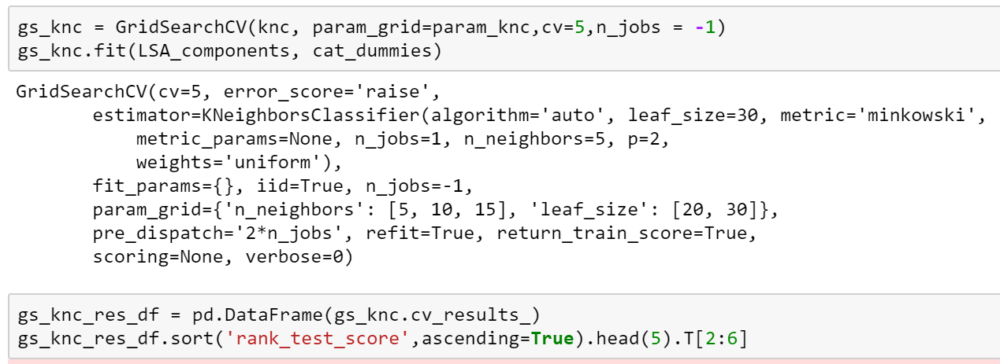 gs_knc = GridSearchCV(knc, param_grid=param_knc,cv=5,n_jobs = -1)
gs_knc.fit(LSA_components, cat_dummies)
GridSearchCV(cv=5, error_score='raise',
       estimator=KNeighborsClassifier(algorithm='auto', leaf_size=30, metric='minkowski',
           metric_params=None, n_jobs=1, n_neighbors=5, p=2,
           weights='uniform'),
       fit_params={}, iid=True, n_jobs=-1,
       param_grid={'n_neighbors': [5, 10, 15], 'leaf_size': [20, 30]},
       pre_dispatch='2*n_jobs', refit=True, return_train_score=True,
       scoring=None, verbose=0)
gs_knc_res_df = pd.DataFrame(gs_knc.cv_results_)
gs_knc_res_df.sort('rank_test_score',ascending=True).head(5).T[2:6]